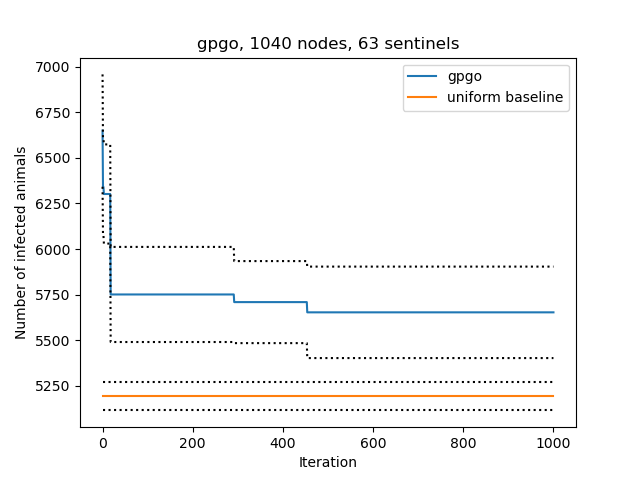 gpgo, 1040 nodes, 63 sentinels
gpgo
uniform baseline
Number of infected animals
7000
6750
6500
6250
6000
5750
5500
5250
0 200 400 600 800 1000
Iteration